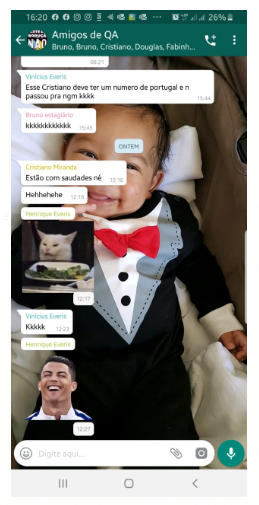 16:20
26%
Amigos de QA
Bruno, Bruno, Cristiano, Douglas, Fabinh...
08:21
Vinicius Everis
Esse Cristiano deve ter um numero de portugal e n
passou pra ngm kkkk
15:44
Bruno estagiário
kkkkkkkkkkkk
15:45
ONTEM
Cristiano Miranda
Estão com saudades né
12:16
Hehhehehe
12:16
Henrique Everis
12:17
Vinicius Everis
Kkkkk
12:23
Henrique Everis
12:27
Digite aqui...